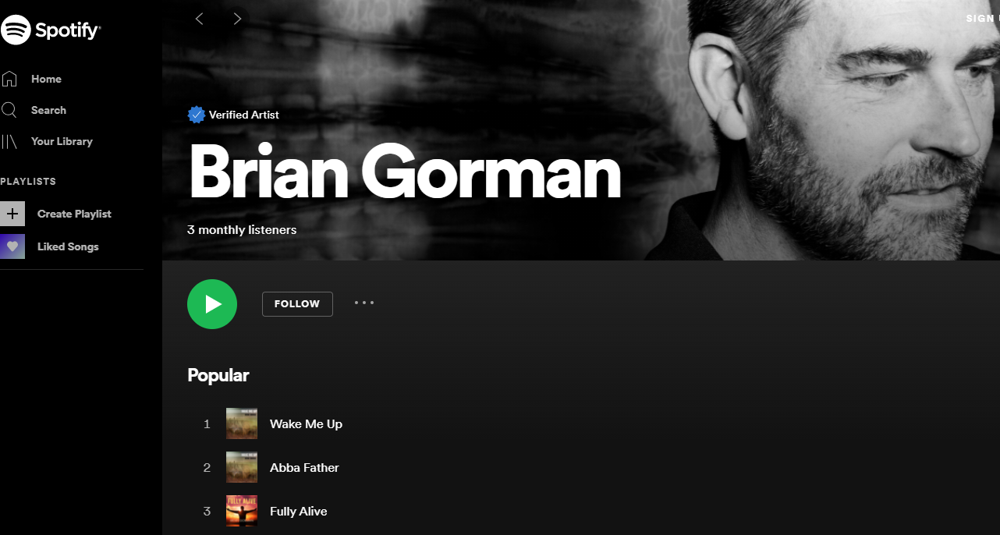 Spotify®
Home
Search
Your Library
PLAYLISTS
Create Playlist
Liked Songs
SIGN
Verified Artist
Brian Gorman
3 monthly listeners
FOLLOW
Popular
1 Wake Me Up
2 Abba Father
FULLY ALIVE
3 Fully Alive